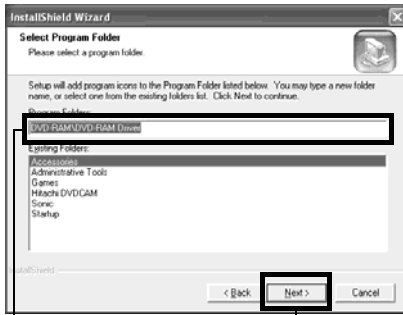 InstallShield Wizard
Select Program Folder
Please select a program folder.
Setup will add program icons to the Program Folder listed below. You may type a new folder
name, or select one from the existing folders list. Click Next to continue.
Program Folders:
DVD-RAM\DVD-RAM Driver
Existing Folders:
Accessories
Administrative Tools
Games
Hitachi DVDCAM
Sonic
Startup
InstallShield
< Back
Next >
Cancel